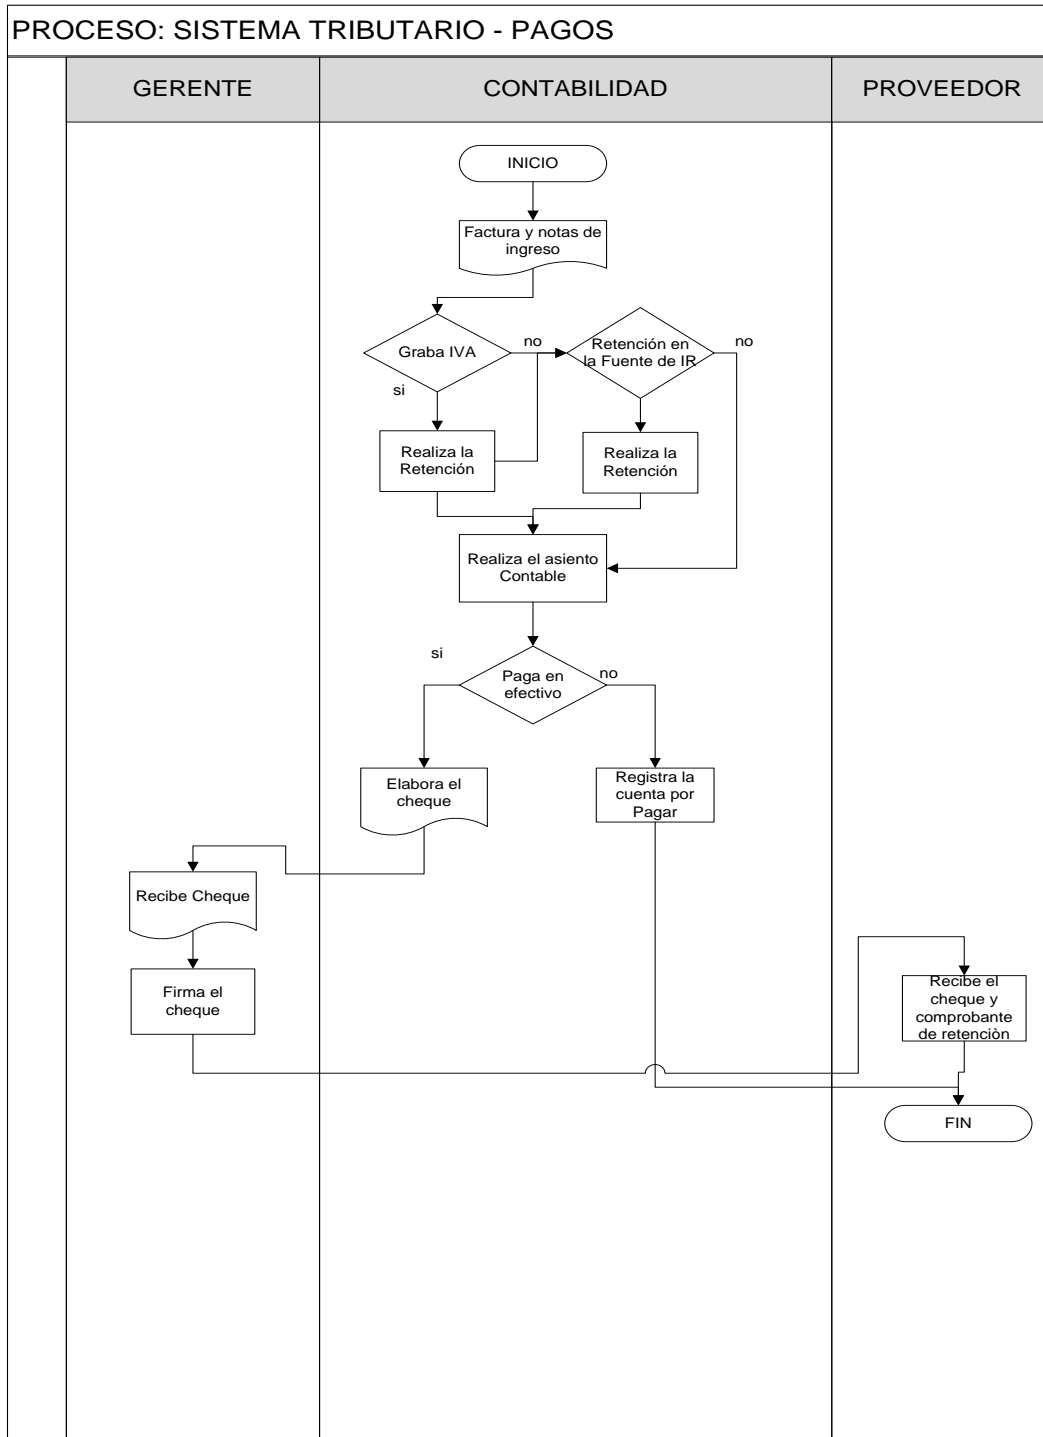 PROCESO: SISTEMA TRIBUTARIO - PAGOS
GERENTE
CONTABILIDAD
PROVEEDOR
INICIO
Factura y notas de
ingreso
Graba IVA
no
Retención en
la Fuente de IR
no
si
Realiza la
Retención
Realiza la
Retención
Realiza el asiento
Contable
si
Paga en
efectivo
no
Elabora el
cheque
Registra la
cuenta por
Pagar
Recibe Cheque
Firma el
cheque
Recibe el
cheque y
comprobante
de retenciòn
FIN